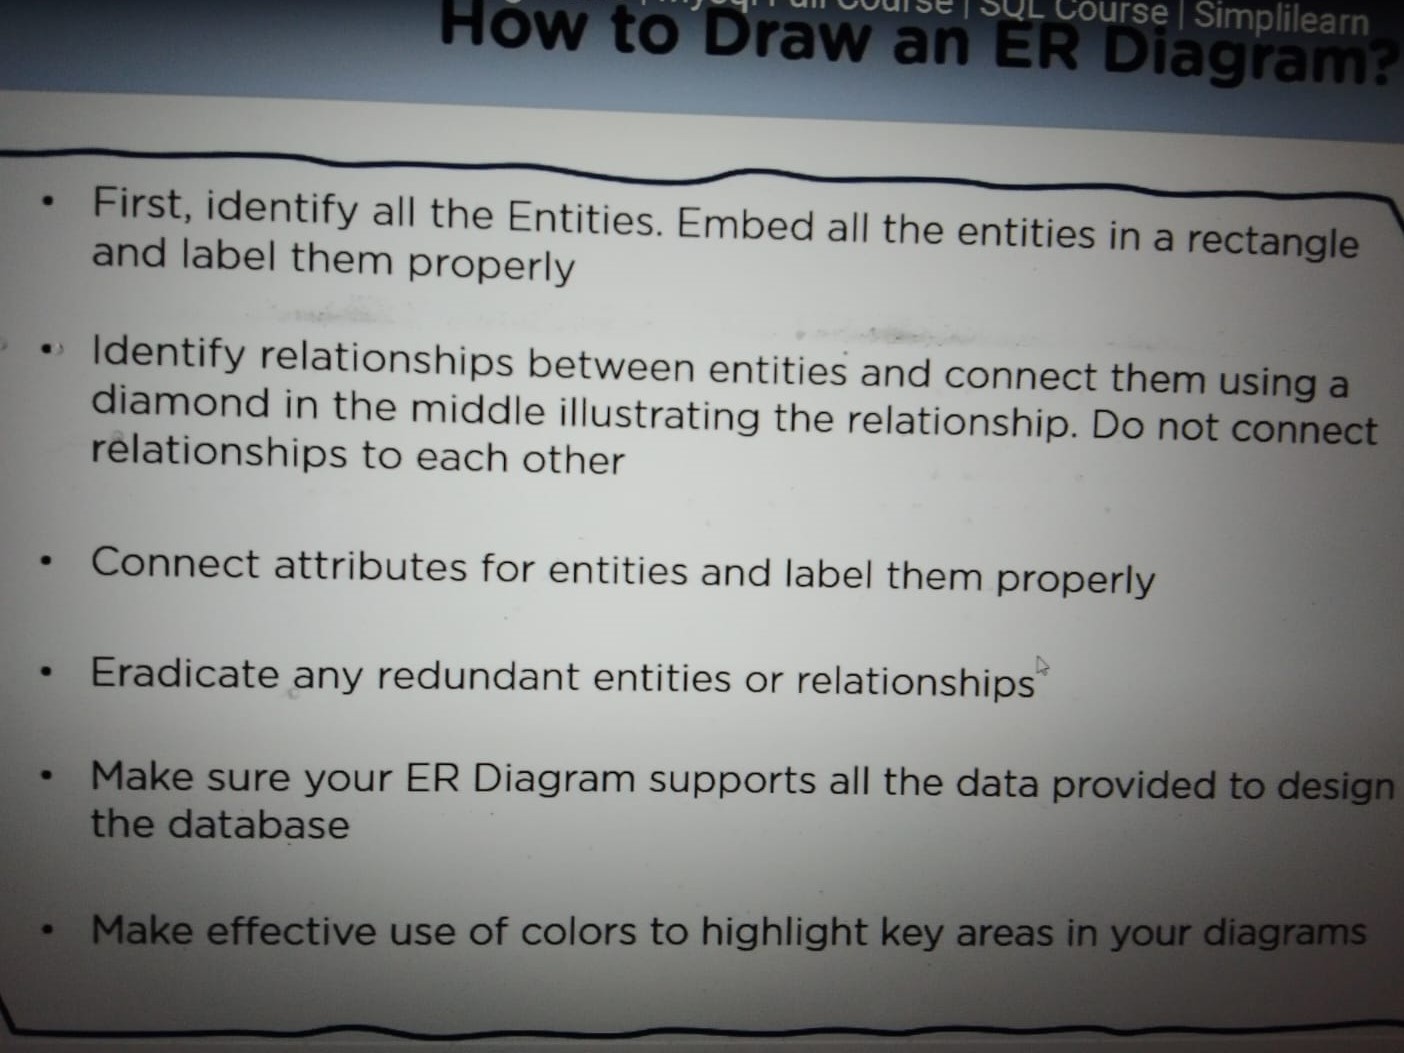 Course | SQL Course | Simplilearn
How to Draw an ER Diagram?
• First, identify all the Entities. Embed all the entities in a rectangle
and label them properly
• Identify relationships between entities and connect them using a
diamond in the middle illustrating the relationship. Do not connect
relationships to each other
• Connect attributes for entities and label them properly
• Eradicate any redundant entities or relationships
• Make sure your ER Diagram supports all the data provided to design
the database
• Make effective use of colors to highlight key areas in your diagrams